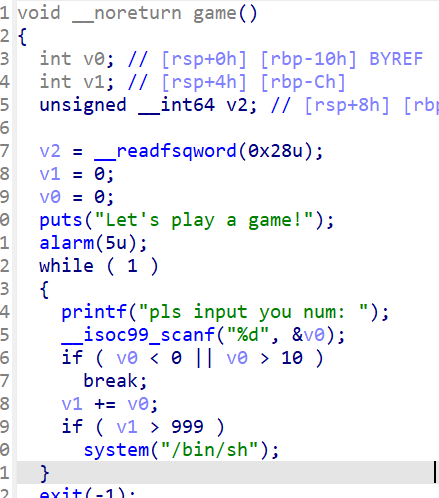 1 void __noreturn game()
2 {
3 int v0; // [rsp+0h] [rbp-10h] BYREF
4 int v1; // [rsp+4h] [rbp-Ch]
5 unsigned __int64 v2; // [rsp+8h] [rbp
6
7 v2 = __readfsqword(0x28u);
8 v1 = 0;
9 v0 = 0;
0 puts("Let's play a game!");
1 alarm(5u);
2 while ( 1 )
3 {
4 printf("pls input you num: ");
5 __isoc99_scanf("%d", &v0);
6 if ( v0 < 0 || v0 > 10 )
7 break;
8 v1 += v0;
9 if ( v1 > 999 )
0 system("/bin/sh");
1 }
2 exit(-1);